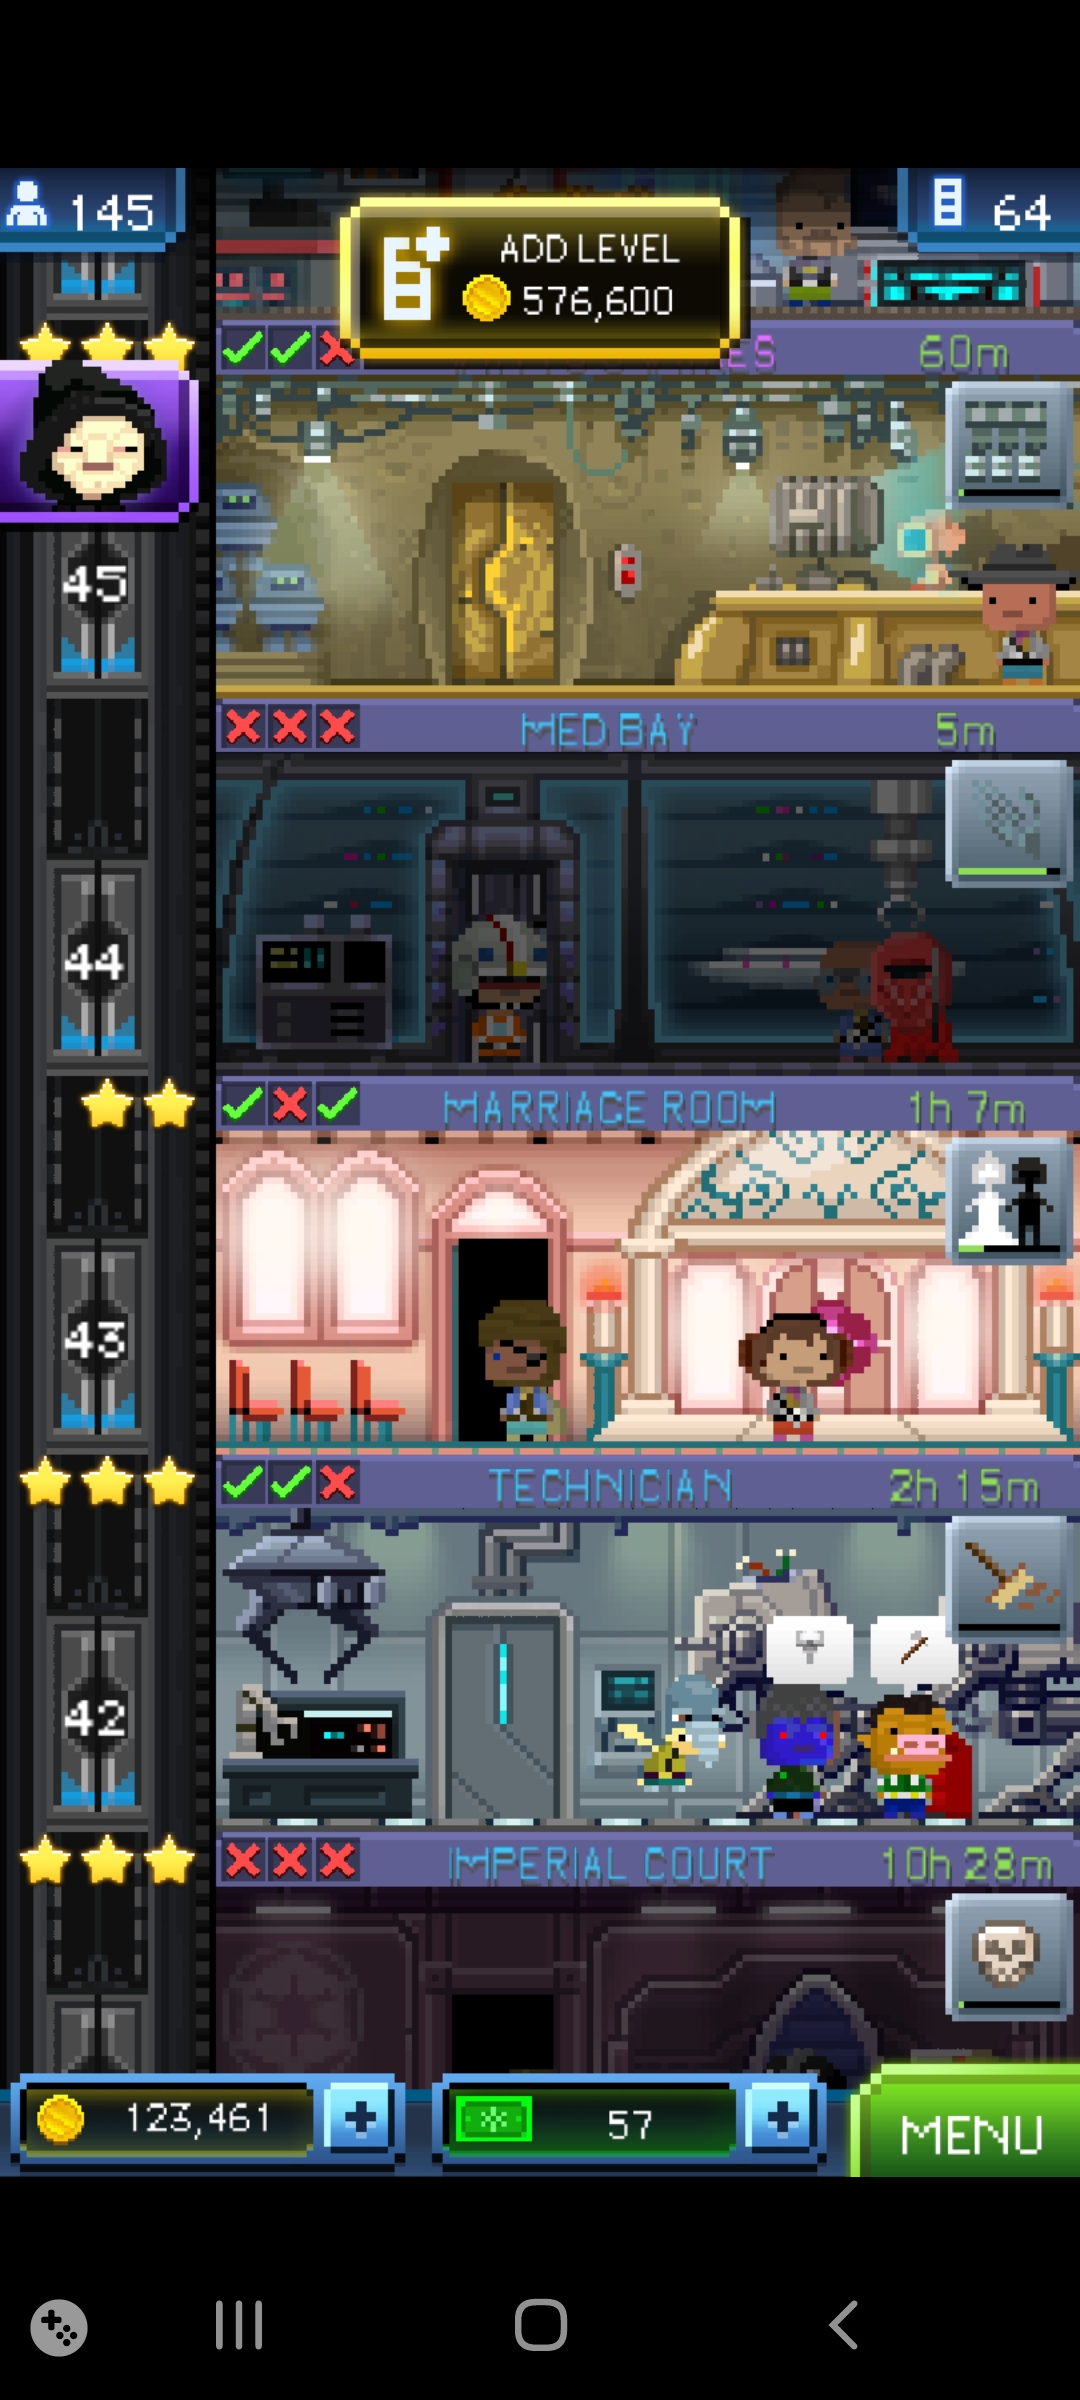 145
64
ADD LEVEL
576,600
ES 60m
45
MED BAY 5m
44
MARRIAGE ROOM 1h 7m
43
TECHNICIAN 2h 15m
42
IMPERIAL COURT 10h 28m
123,461
57
MENU